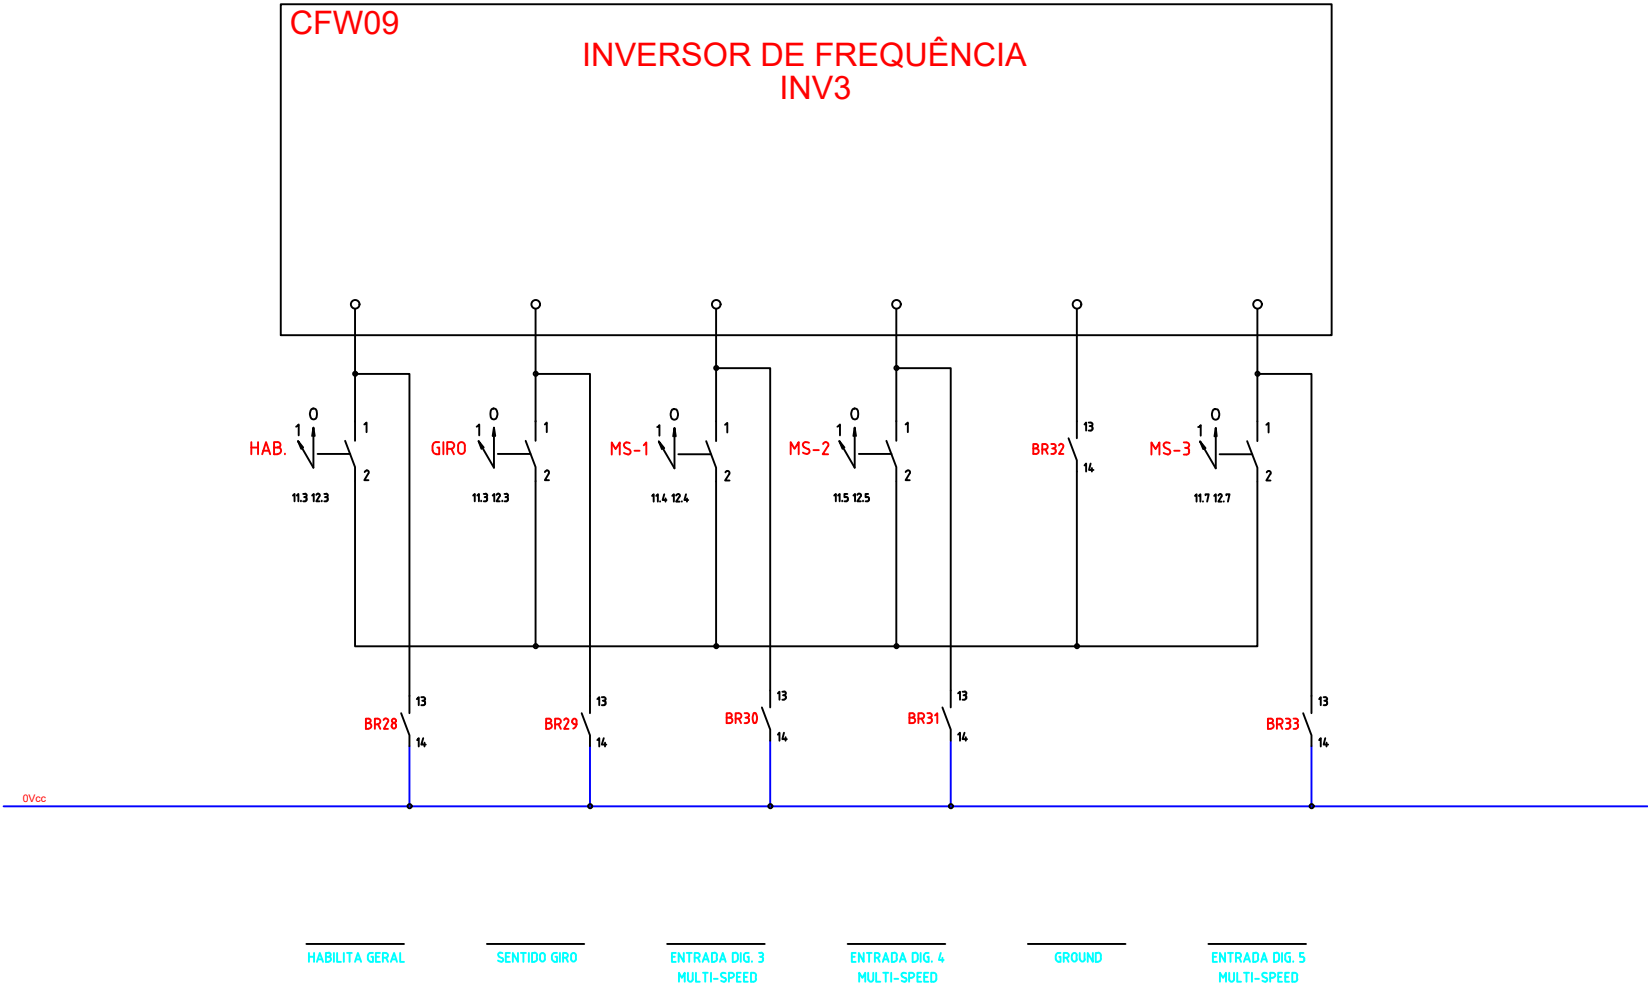 CFW09
INVERSOR DE FREQUÊNCIA
INV3
HAB. 1 0 1 2
11.3 12.3
GIRO 1 0 1 2
11.3 12.3
MS-1 1 0 1 2
11.4 12.4
MS-2 1 0 1 2
11.5 12.5
BR32 13 14
MS-3 1 0 1 2
11.7 12.7
BR28 13 14
BR29 13 14
BR30 13 14
BR31 13 14
BR33 13 14
0Vcc
HABILITA GERAL
SENTIDO GIRO
ENTRADA DIG. 3
MULTI-SPEED
ENTRADA DIG. 4
MULTI-SPEED
GROUND
ENTRADA DIG. 5
MULTI-SPEED